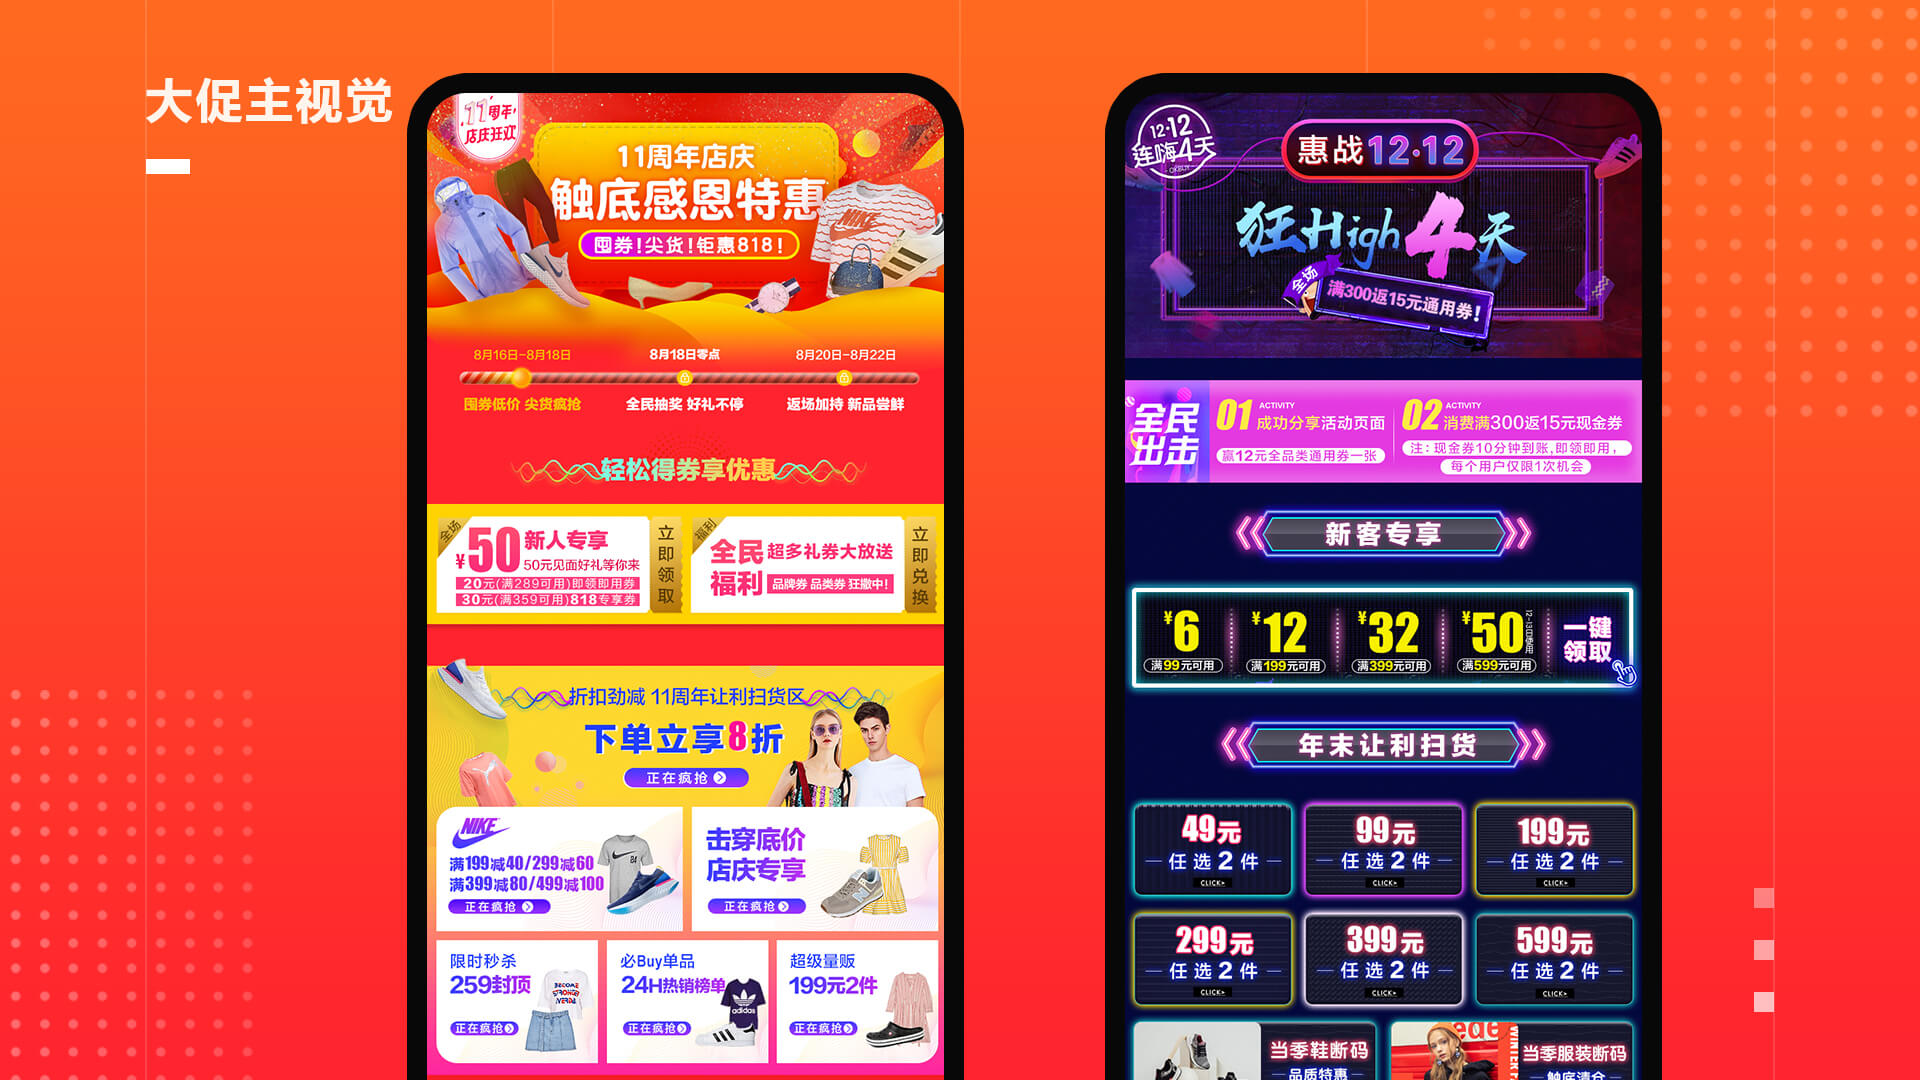 大促主视觉
11周年
店庆狂欢
11周年店庆
触底感恩特惠
囤券!尖货!钜惠818!
NIKE
8月16日-8月18日
8月18日零点
8月20日-8月22日
囤券低价 尖货疯抢
全民抽奖 好礼不停
返场加持 新品尝鲜
轻松得券享优惠
全场
¥50
新人专享
50元见面好礼等你来
20元(满289可用)即领即用券
30元(满359可用)818专享券
立即领取
福利
全民福利
超多礼券大放送
品牌券 品类券 狂撒中!
立即兑换
折扣劲减 11周年让利扫货区
下单立享8折
正在疯抢
NIKE
满199减40/299减60
满399减80/499减100
正在疯抢
84
击穿底价
店庆专享
正在疯抢
限时秒杀
259封顶
正在疯抢
BECOME
STRONGER
必Buy单品
24H热销榜单
正在疯抢
adidas
超级量贩
199元2件
正在疯抢
12·12
连嗨4天
OKBUY
惠战12·12
狂High4天
全场
满300返15元通用券!
全民出击
01 ACTIVITY
成功分享活动页面
赢12元全品类通用券一张
02 ACTIVITY
消费满300返15元现金券
注:现金券10分钟到账,即领即用,
每个用户仅限1次机会
新客专享
¥6
满99元可用
¥12
满199元可用
¥32
满399元可用
¥50
满599元可用
一键领取
年末让利扫货
49元
任选2件
CLICK
99元
任选2件
CLICK
199元
任选2件
CLICK
299元
任选2件
CLICK
399元
任选2件
CLICK
599元
任选2件
CLICK
当季鞋断码
品质特惠
WINTER
当季服装断码
触底清仓